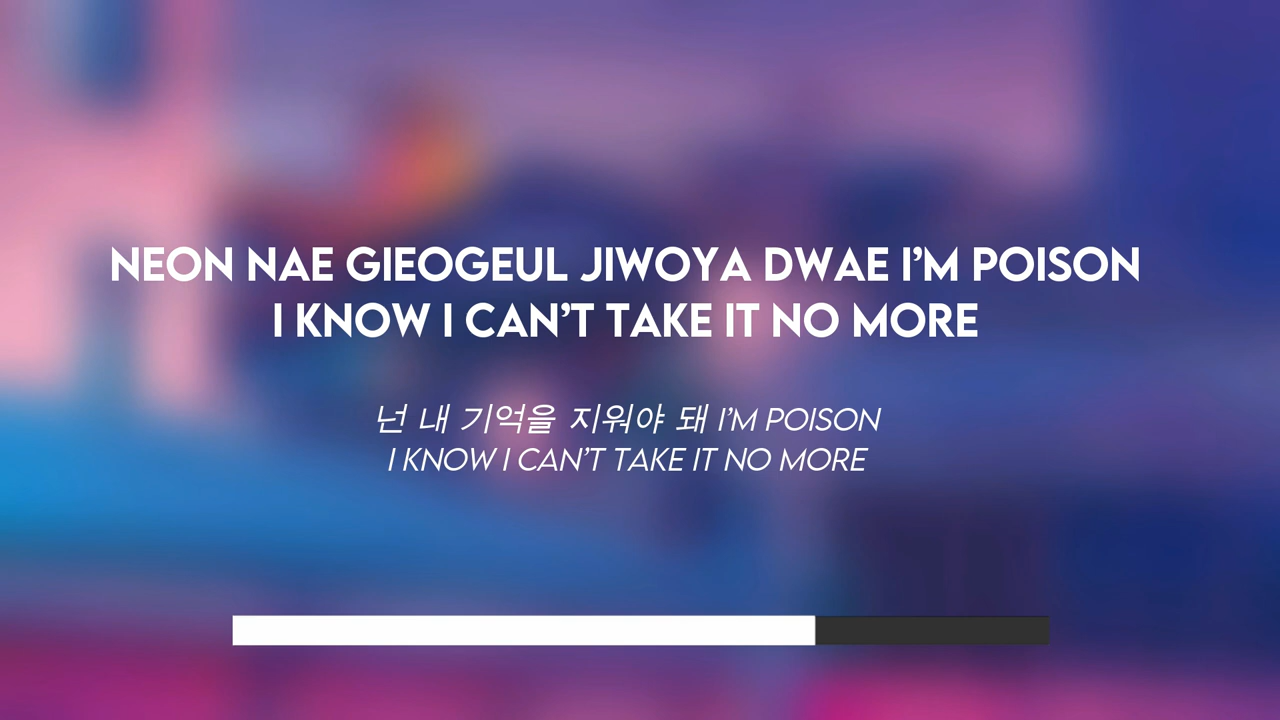 NEON NAE GIEOGEUL JIWOYA DWAE I'M POISON
I KNOW I CAN'T TAKE IT NO MORE
넌 내 기억을 지워야 돼 I'M POISON
I KNOW I CAN'T TAKE IT NO MORE